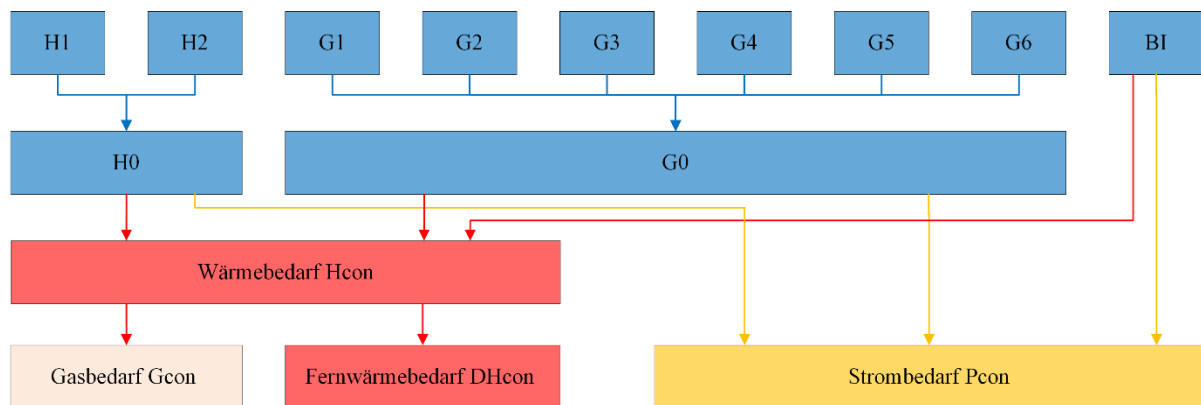 H1
H2
G1
G2
G3
G4
G5
G6
BI
H0
G0
Wärmebedarf Hcon
Gasbedarf Gcon
Fernwärmebedarf DHcon
Strombedarf Pcon